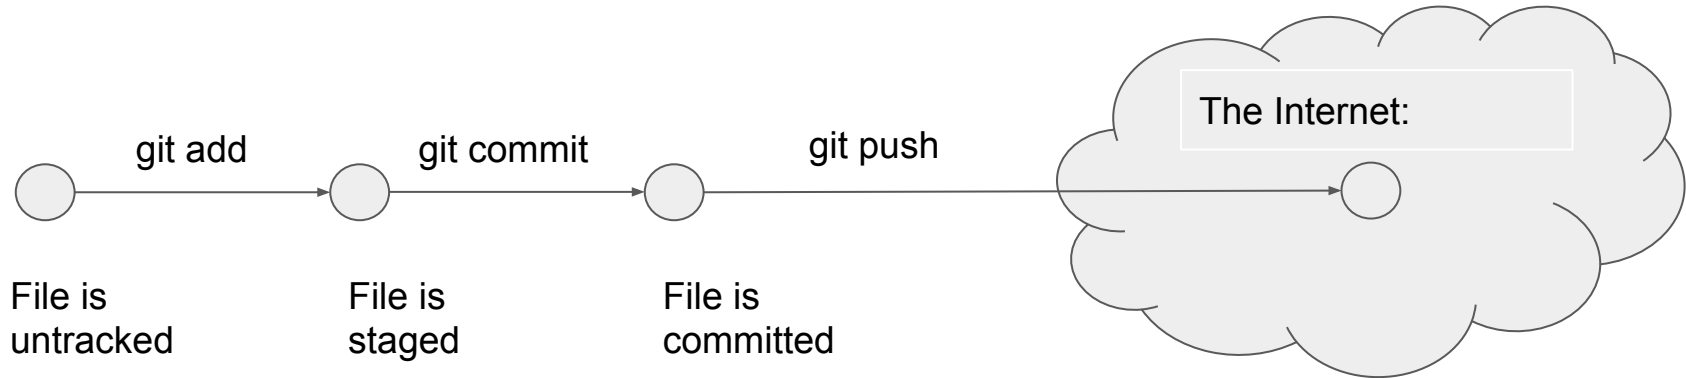 The Internet:
git add
git commit
git push
File is
untracked
File is
staged
File is
committed